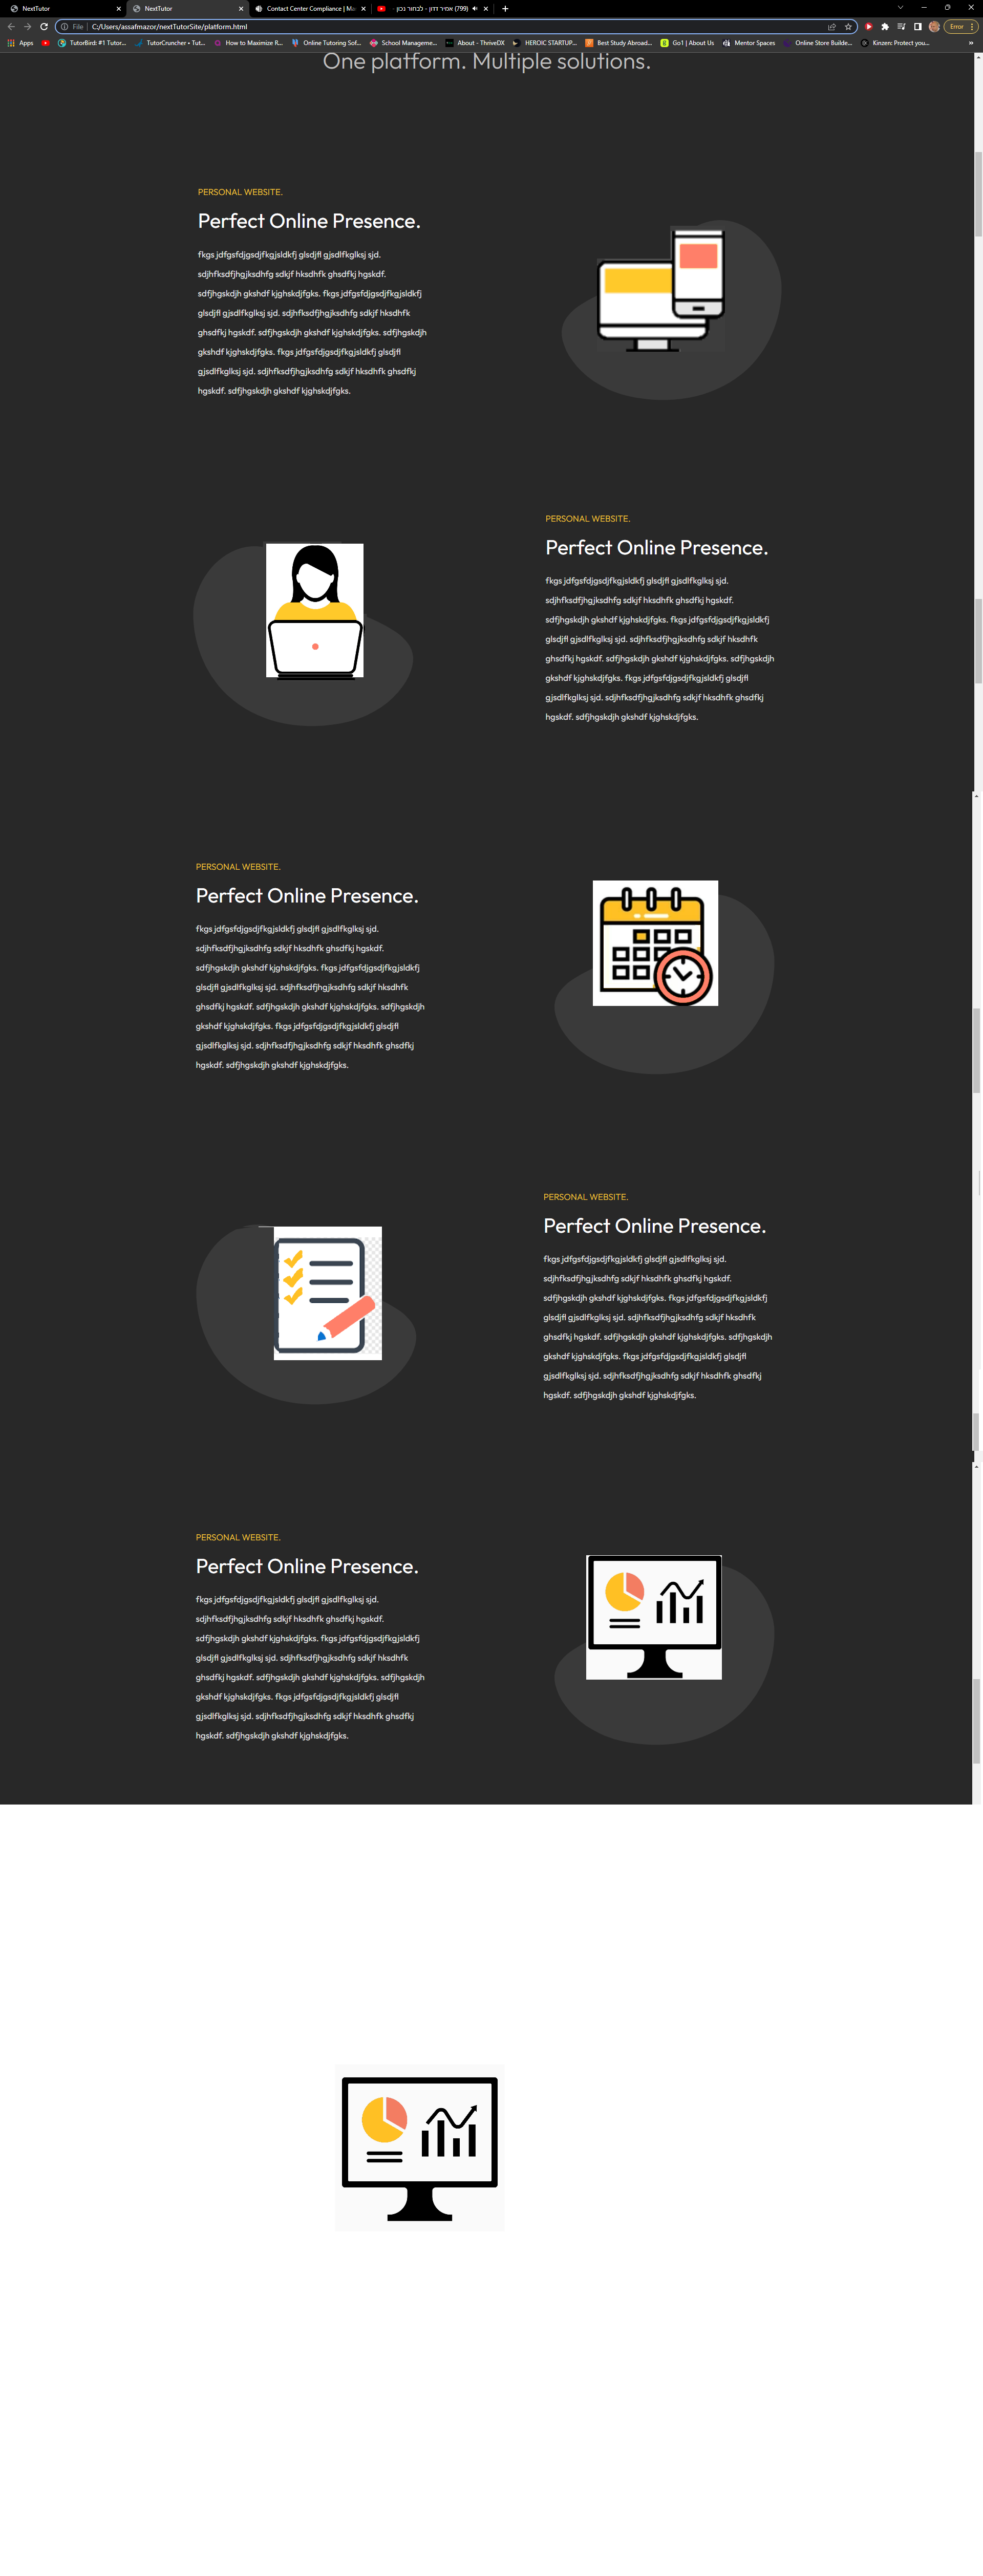 NextTutor
NextTutor
Contact Center Compliance | Ma
(799) אמיר דדון - לבחור נכון -
File
C:/Users/assafmazor/nextTutorSite/platform.html
Error
Apps
TutorBird: #1 Tutor...
TutorCruncher • Tut...
How to Maximize R...
Online Tutoring Sof...
School Manageme...
About - ThriveDX
HEROIC STARTUP...
Best Study Abroad...
Go1 | About Us
Mentor Spaces
Online Store Builde...
Kinzen: Protect you...
»
One platform. Multiple solutions.
PERSONAL WEBSITE.
Perfect Online Presence.
fkgs jdfgsfdjgsdjfkgjsldkfj glsdjfl gjsdlfkglksj sjd.
sdjhfksdfjhgjksdhfg sdkjf hksdhfk ghsdfkj hgskdf.
sdfjhgskdjh gkshdf kjghskdjfgks. fkgs jdfgsfdjgsdjfkgjsldkfj
glsdjfl gjsdlfkglksj sjd. sdjhfksdfjhgjksdhfg sdkjf hksdhfk
ghsdfkj hgskdf. sdfjhgskdjh gkshdf kjghskdjfgks. sdfjhgskdjh
gkshdf kjghskdjfgks. fkgs jdfgsfdjgsdjfkgjsldkfj glsdjfl
gjsdlfkglksj sjd. sdjhfksdfjhgjksdhfg sdkjf hksdhfk ghsdfkj
hgskdf. sdfjhgskdjh gkshdf kjghskdjfgks.
PERSONAL WEBSITE.
Perfect Online Presence.
fkgs jdfgsfdjgsdjfkgjsldkfj glsdjfl gjsdlfkglksj sjd.
sdjhfksdfjhgjksdhfg sdkjf hksdhfk ghsdfkj hgskdf.
sdfjhgskdjh gkshdf kjghskdjfgks. fkgs jdfgsfdjgsdjfkgjsldkfj
glsdjfl gjsdlfkglksj sjd. sdjhfksdfjhgjksdhfg sdkjf hksdhfk
ghsdfkj hgskdf. sdfjhgskdjh gkshdf kjghskdjfgks. sdfjhgskdjh
gkshdf kjghskdjfgks. fkgs jdfgsfdjgsdjfkgjsldkfj glsdjfl
gjsdlfkglksj sjd. sdjhfksdfjhgjksdhfg sdkjf hksdhfk ghsdfkj
hgskdf. sdfjhgskdjh gkshdf kjghskdjfgks.
PERSONAL WEBSITE.
Perfect Online Presence.
fkgs jdfgsfdjgsdjfkgjsldkfj glsdjfl gjsdlfkglksj sjd.
sdjhfksdfjhgjksdhfg sdkjf hksdhfk ghsdfkj hgskdf.
sdfjhgskdjh gkshdf kjghskdjfgks. fkgs jdfgsfdjgsdjfkgjsldkfj
glsdjfl gjsdlfkglksj sjd. sdjhfksdfjhgjksdhfg sdkjf hksdhfk
ghsdfkj hgskdf. sdfjhgskdjh gkshdf kjghskdjfgks. sdfjhgskdjh
gkshdf kjghskdjfgks. fkgs jdfgsfdjgsdjfkgjsldkfj glsdjfl
gjsdlfkglksj sjd. sdjhfksdfjhgjksdhfg sdkjf hksdhfk ghsdfkj
hgskdf. sdfjhgskdjh gkshdf kjghskdjfgks.
PERSONAL WEBSITE.
Perfect Online Presence.
fkgs jdfgsfdjgsdjfkgjsldkfj glsdjfl gjsdlfkglksj sjd.
sdjhfksdfjhgjksdhfg sdkjf hksdhfk ghsdfkj hgskdf.
sdfjhgskdjh gkshdf kjghskdjfgks. fkgs jdfgsfdjgsdjfkgjsldkfj
glsdjfl gjsdlfkglksj sjd. sdjhfksdfjhgjksdhfg sdkjf hksdhfk
ghsdfkj hgskdf. sdfjhgskdjh gkshdf kjghskdjfgks. sdfjhgskdjh
gkshdf kjghskdjfgks. fkgs jdfgsfdjgsdjfkgjsldkfj glsdjfl
gjsdlfkglksj sjd. sdjhfksdfjhgjksdhfg sdkjf hksdhfk ghsdfkj
hgskdf. sdfjhgskdjh gkshdf kjghskdjfgks.
PERSONAL WEBSITE.
Perfect Online Presence.
fkgs jdfgsfdjgsdjfkgjsldkfj glsdjfl gjsdlfkglksj sjd.
sdjhfksdfjhgjksdhfg sdkjf hksdhfk ghsdfkj hgskdf.
sdfjhgskdjh gkshdf kjghskdjfgks. fkgs jdfgsfdjgsdjfkgjsldkfj
glsdjfl gjsdlfkglksj sjd. sdjhfksdfjhgjksdhfg sdkjf hksdhfk
ghsdfkj hgskdf. sdfjhgskdjh gkshdf kjghskdjfgks. sdfjhgskdjh
gkshdf kjghskdjfgks. fkgs jdfgsfdjgsdjfkgjsldkfj glsdjfl
gjsdlfkglksj sjd. sdjhfksdfjhgjksdhfg sdkjf hksdhfk ghsdfkj
hgskdf. sdfjhgskdjh gkshdf kjghskdjfgks.